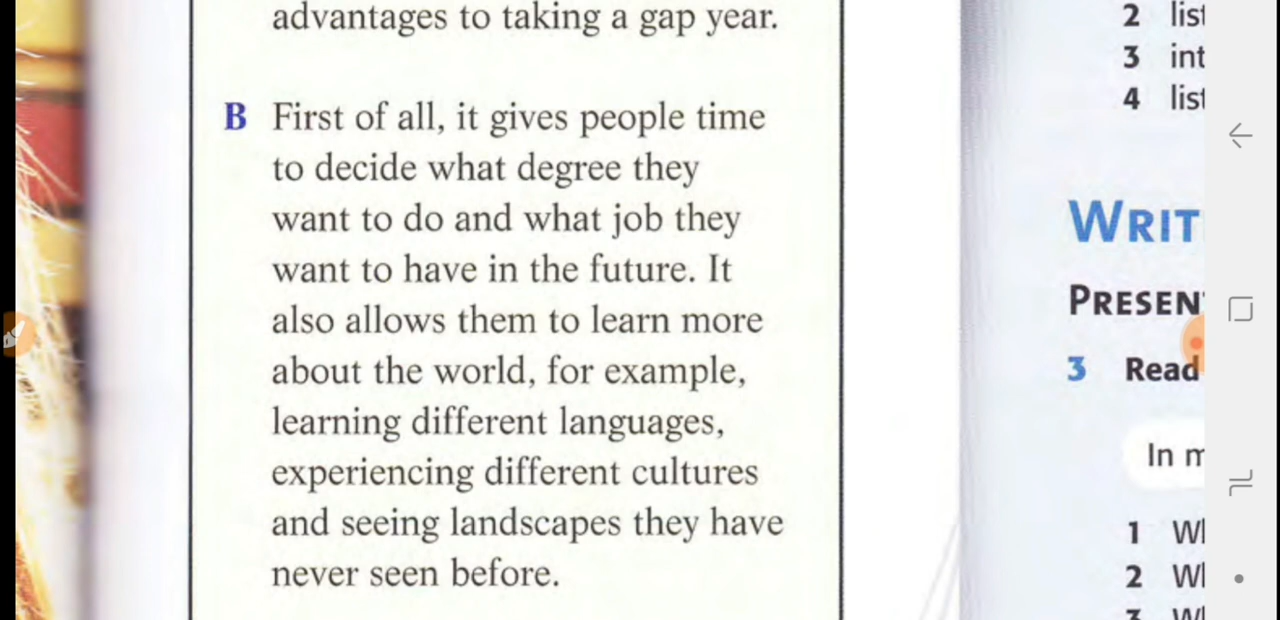 advantages to taking a gap year.
B First of all, it gives people time
to decide what degree they
want to do and what job they
want to have in the future. It
also allows them to learn more
about the world, for example,
learning different languages,
experiencing different cultures
and seeing landscapes they have
never seen before.
2
3
4
3 Read
In
1
2